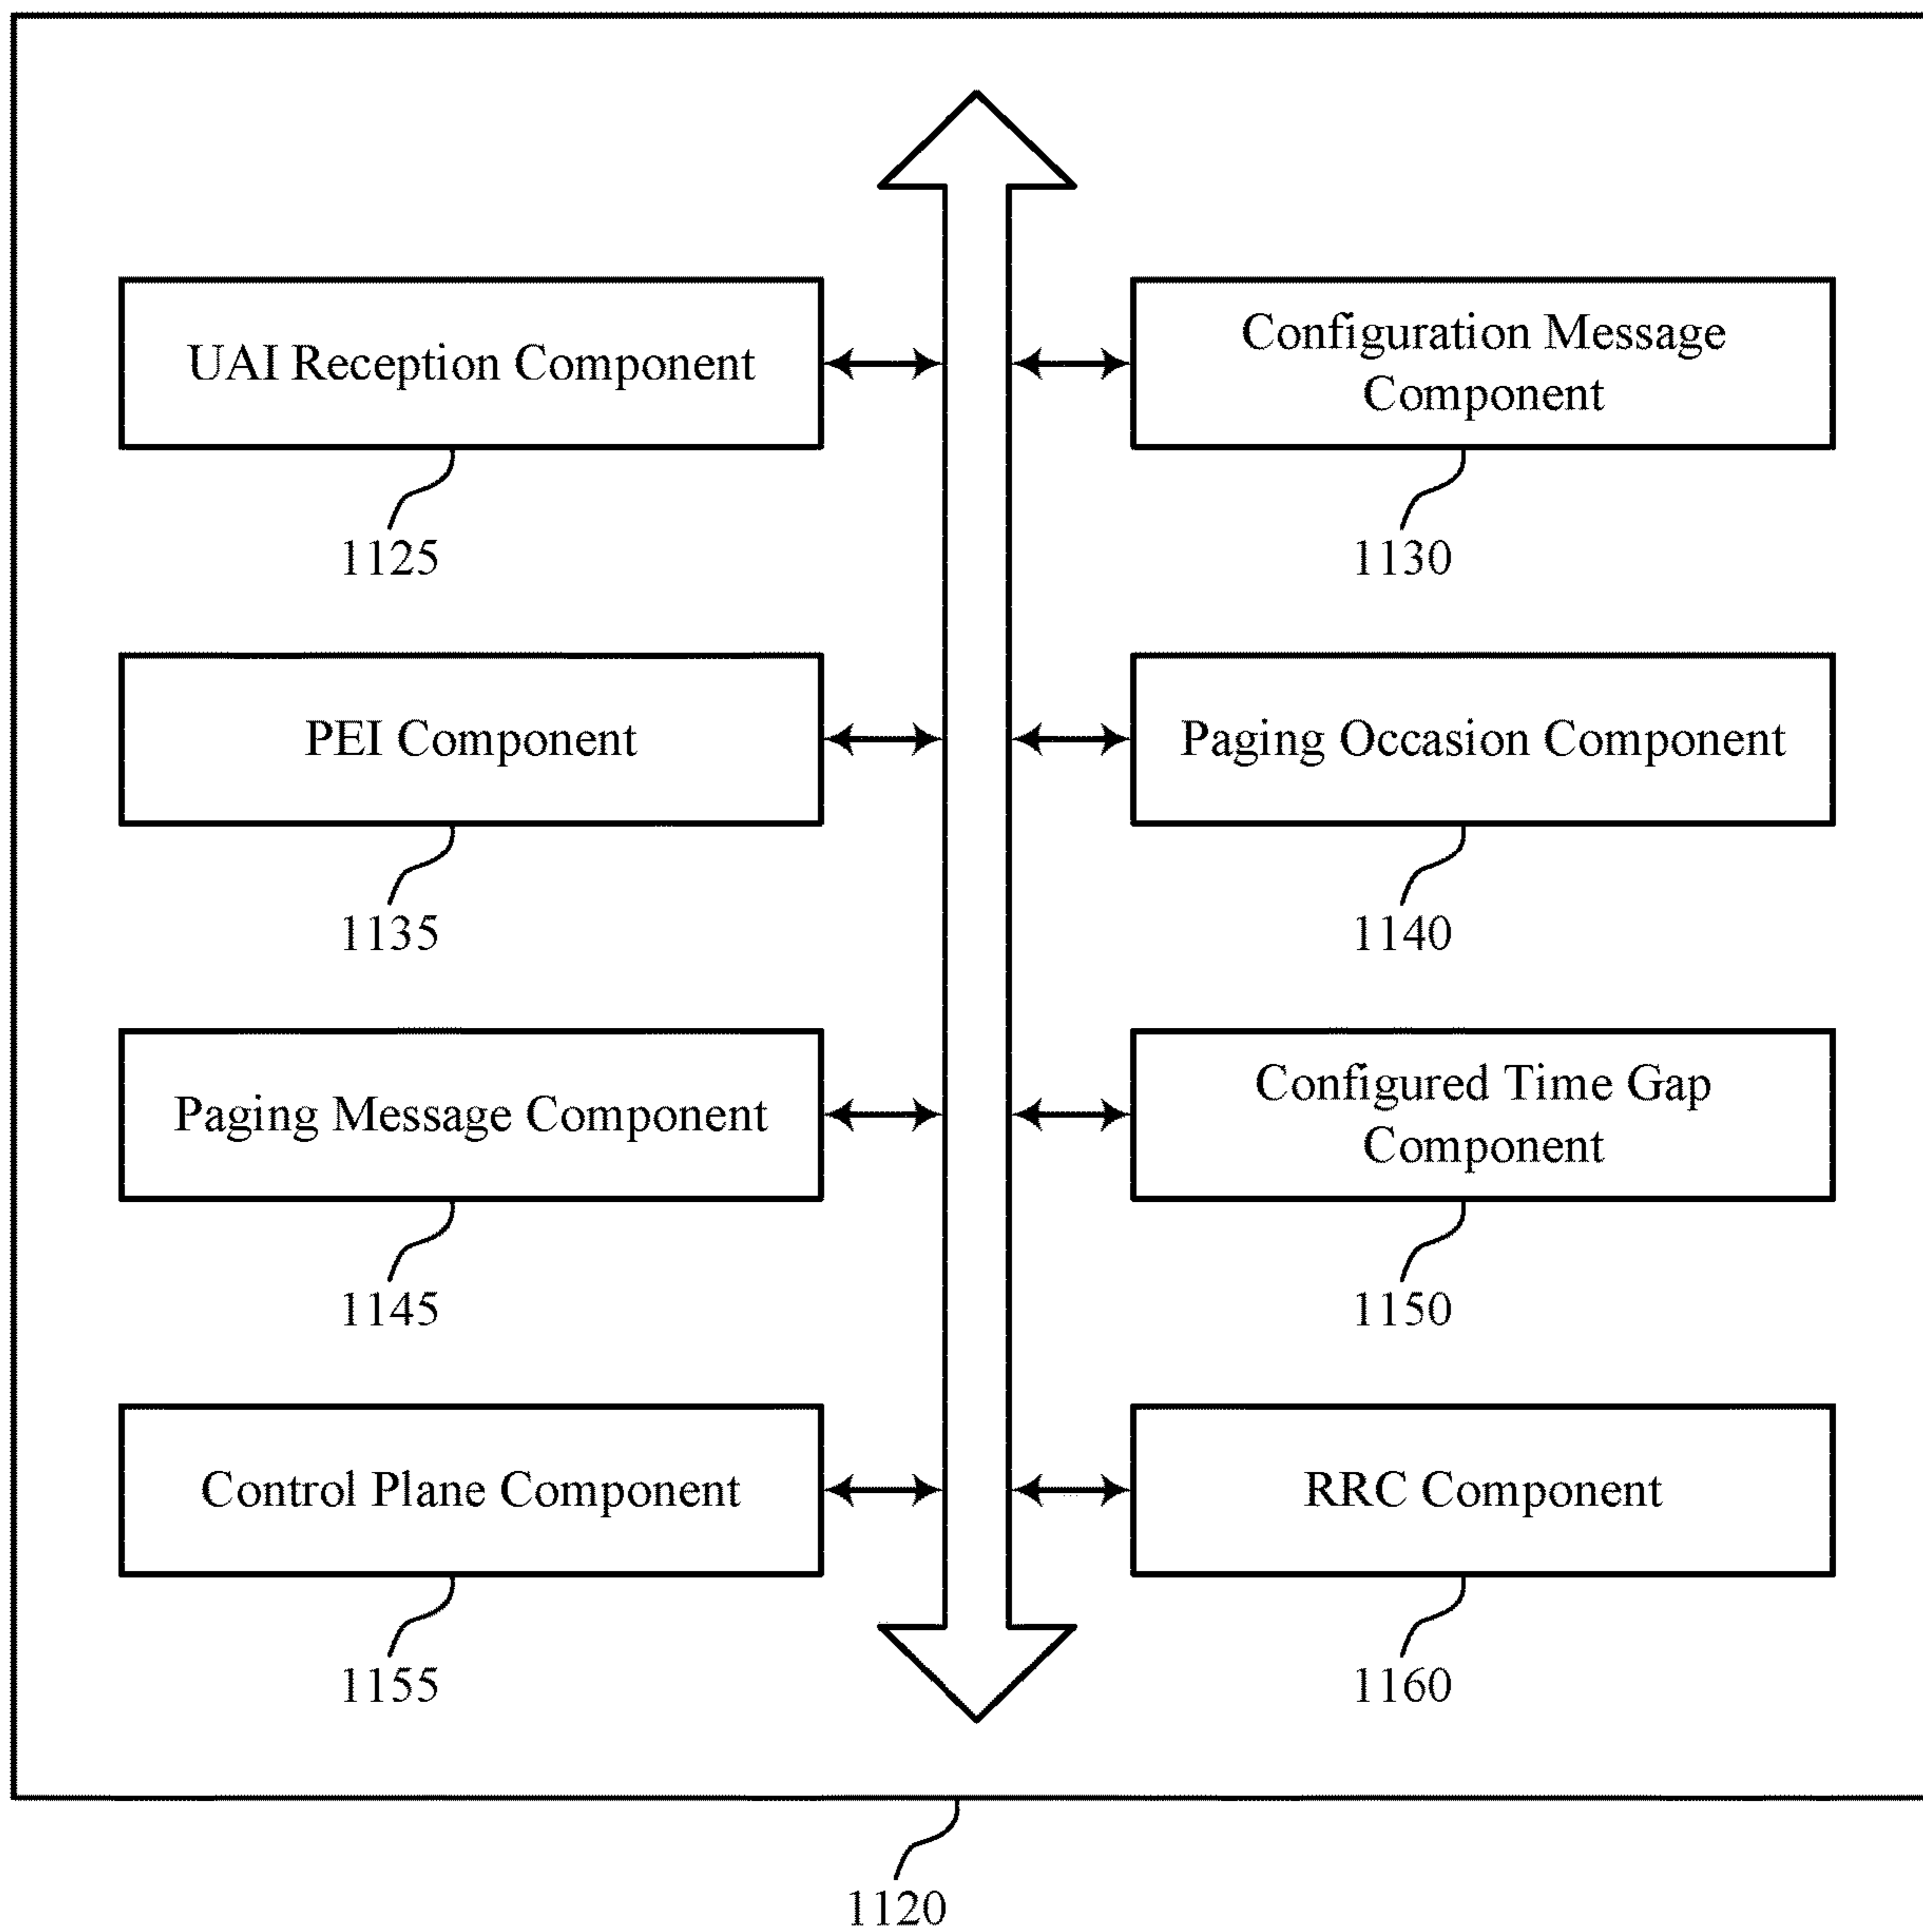 UAI Reception Component
Configuration Message
Component
1125
1130
PEI Component
Paging Occasion Component
1135
1140
Paging Message Component
Configured Time Gap
Component
1145
1150
Control Plane Component
RRC Component
1155
1160
1120